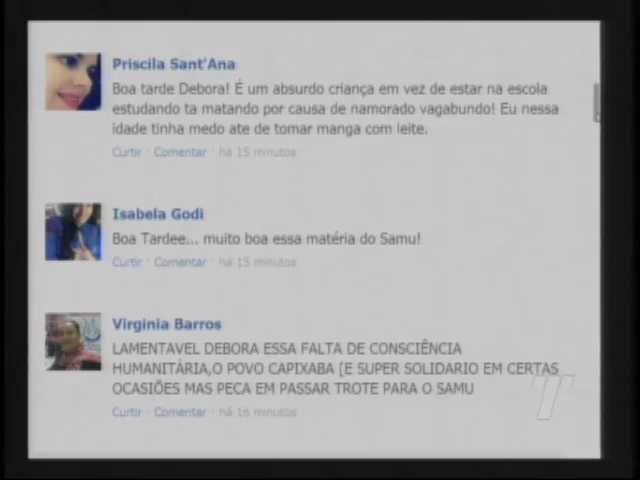 Priscila Sant'Ana
Boa tarde Debora! É um absurdo criança em vez de estar na escola
estudando ta matando por causa de namorado vagabundo! Eu nessa
idade tinha medo ate de tomar manga com leite.
Curtir · Comentar · há 15 minutos
Isabela Godi
Boa Tardee... muito boa essa matéria do Samu!
Curtir · Comentar · há 15 minutos
Virginia Barros
LAMENTAVEL DEBORA ESSA FALTA DE CONSCIÊNCIA
HUMANITÁRIA,O POVO CAPIXABA [E SUPER SOLIDARIO EM CERTAS
OCASIÕES MAS PECA EM PASSAR TROTE PARA O SAMU
Curtir · Comentar · há 16 minutos
T